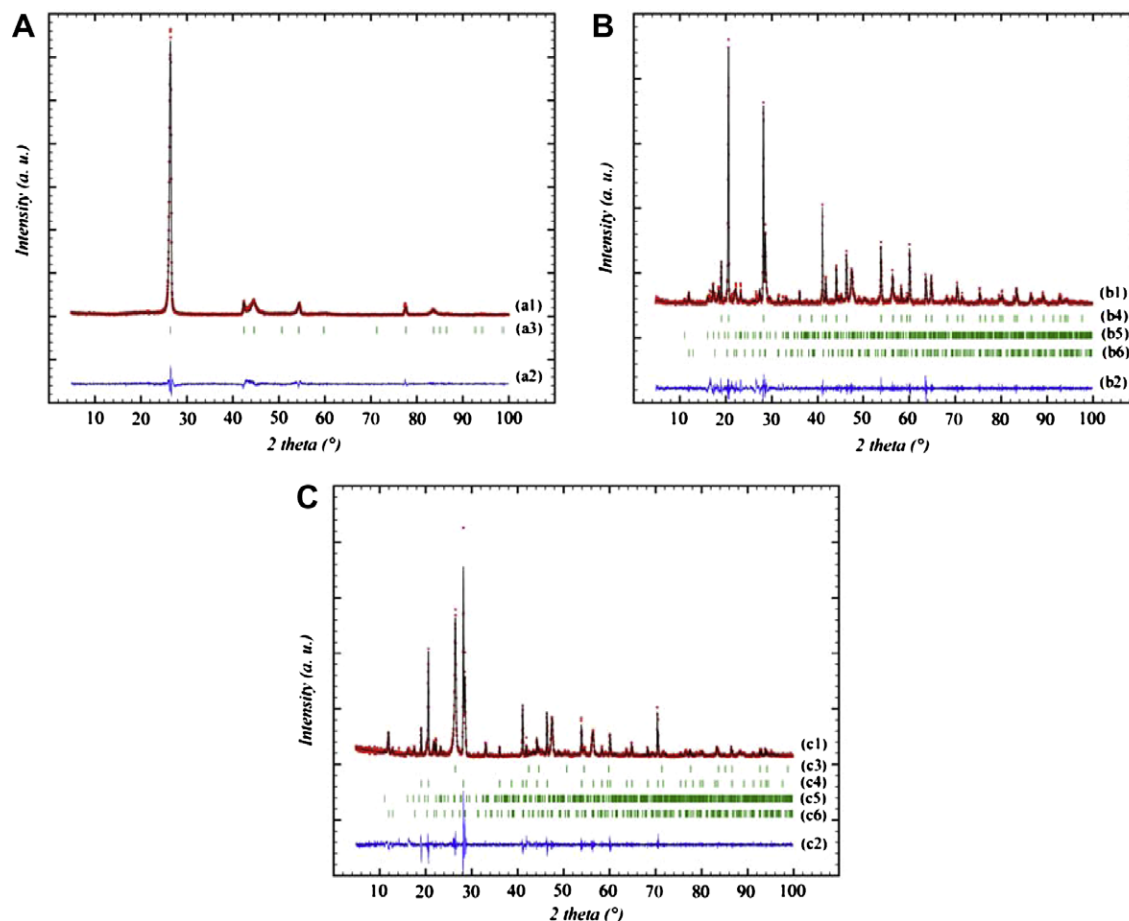 A
Intensity (a. u.)
(a1)
(a3)
(a2)
10 20 30 40 50 60 70 80 90 100
2 theta (°)
B
Intensity (a. u.)
(b1)
(b4)
(b5)
(b6)
(b2)
10 20 30 40 50 60 70 80 90 100
2 theta (°)
C
Intensity (a. u.)
(c1)
(c3)
(c4)
(c5)
(c6)
(c2)
10 20 30 40 50 60 70 80 90 100
2 theta (°)